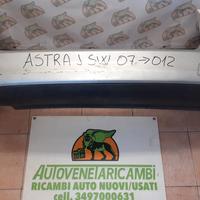 ASTRA J SW 07→012
AUTOVENETARICAMBI
RICAMBI AUTO NUOVI/USATI
cell. 3497000631